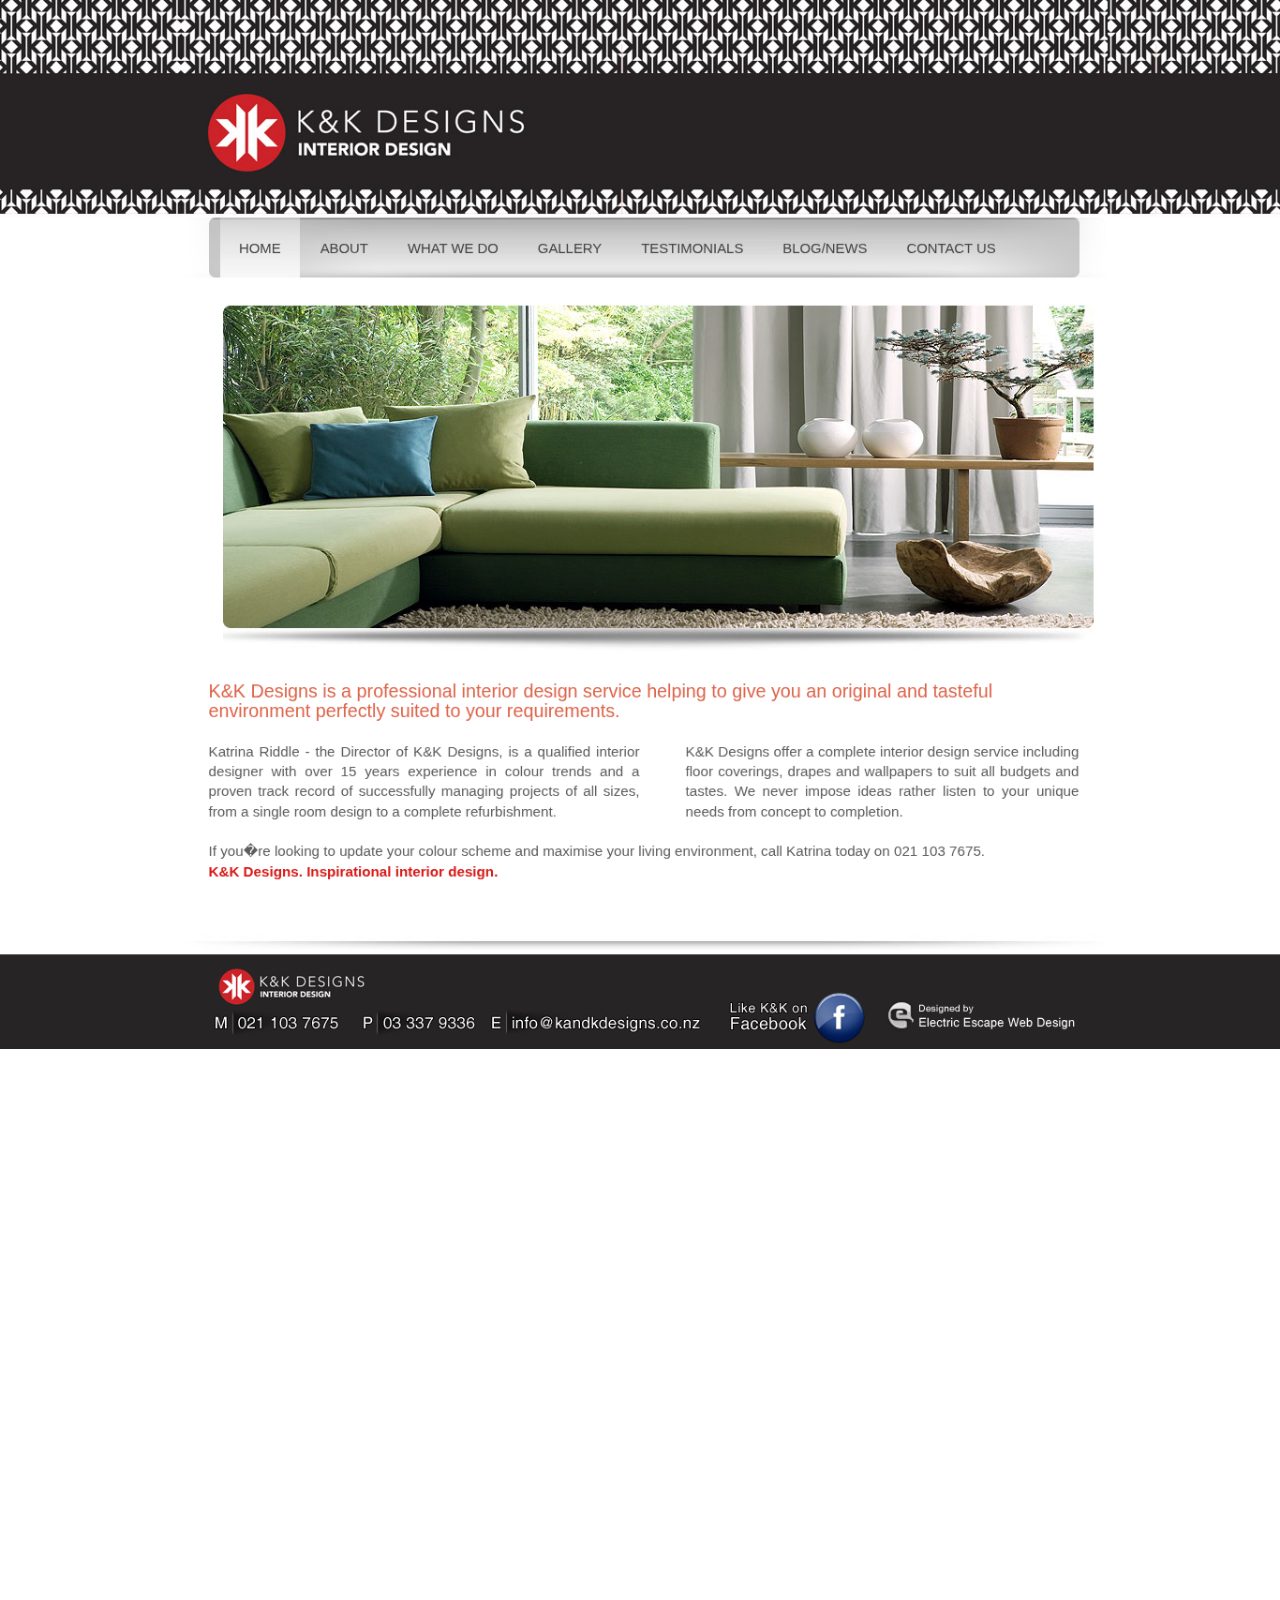 K&K DESIGNS
INTERIOR DESIGN
HOME ABOUT WHAT WE DO GALLERY TESTIMONIALS BLOG/NEWS CONTACT US
K&K Designs is a professional interior design service helping to give you an original and tasteful
environment perfectly suited to your requirements.
Katrina Riddle - the Director of K&K Designs, is a qualified interior
designer with over 15 years experience in colour trends and a
proven track record of successfully managing projects of all sizes,
from a single room design to a complete refurbishment.
K&K Designs offer a complete interior design service including
floor coverings, drapes and wallpapers to suit all budgets and
tastes. We never impose ideas rather listen to your unique
needs from concept to completion.
If you�re looking to update your colour scheme and maximise your living environment, call Katrina today on 021 103 7675.
K&K Designs. Inspirational interior design.
K&K DESIGNS
INTERIOR DESIGN
M 021 103 7675 P 03 337 9336 E info@kandkdesigns.co.nz
Like K&K on
Facebook
Designed by
Electric Escape Web Design